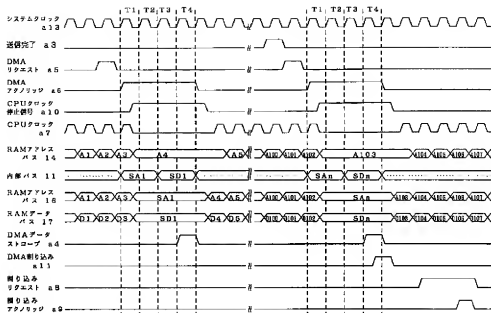 T1 T2 T3 T4 T1 T2 T3 T4
システムクロック
a13
送信完了 a3
DMA
リクエスト a5
DMA
アクノリッジ a6
CPUクロック
停止信号 a10
CPUクロック
a7
RAMアドレス
バス 14
A1 A2 A3 A4 A5 A100 A101 A102 A103 A104 A105 A106 A107
内部バス 11
SA1 SD1 SAn SDn
RAMアドレス
バス 16
A1 A2 A3 SA1 A4 A5 A100 A101 A102 SAn A103 A104 A105 A106
RAMデータ
バス 17
D1 D2 D3 SD1 D4 D5 D100 D101 D102 SDn D103 D104 D105 D106
DMAデータ
ストローブ a4
DMA割り込み
a11
割り込み
リクエスト a8
割り込み
アクノリッジ a9